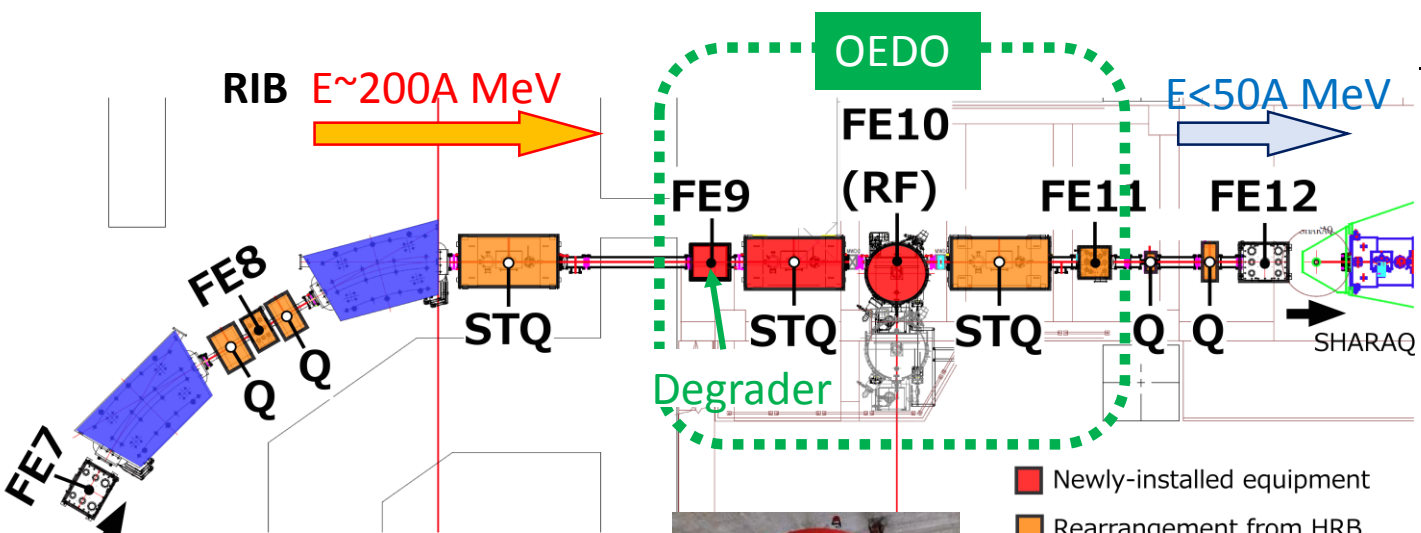 OEDO
RIB E~200A MeV
E<50A MeV
FE10
(RF)
FE9
FE11
FE12
FE8
STQ
STQ
STQ
Q
Q
SHARAQ
Q
Q
Degrader
FE7
Newly-installed equipment
Rearrangement from HRB